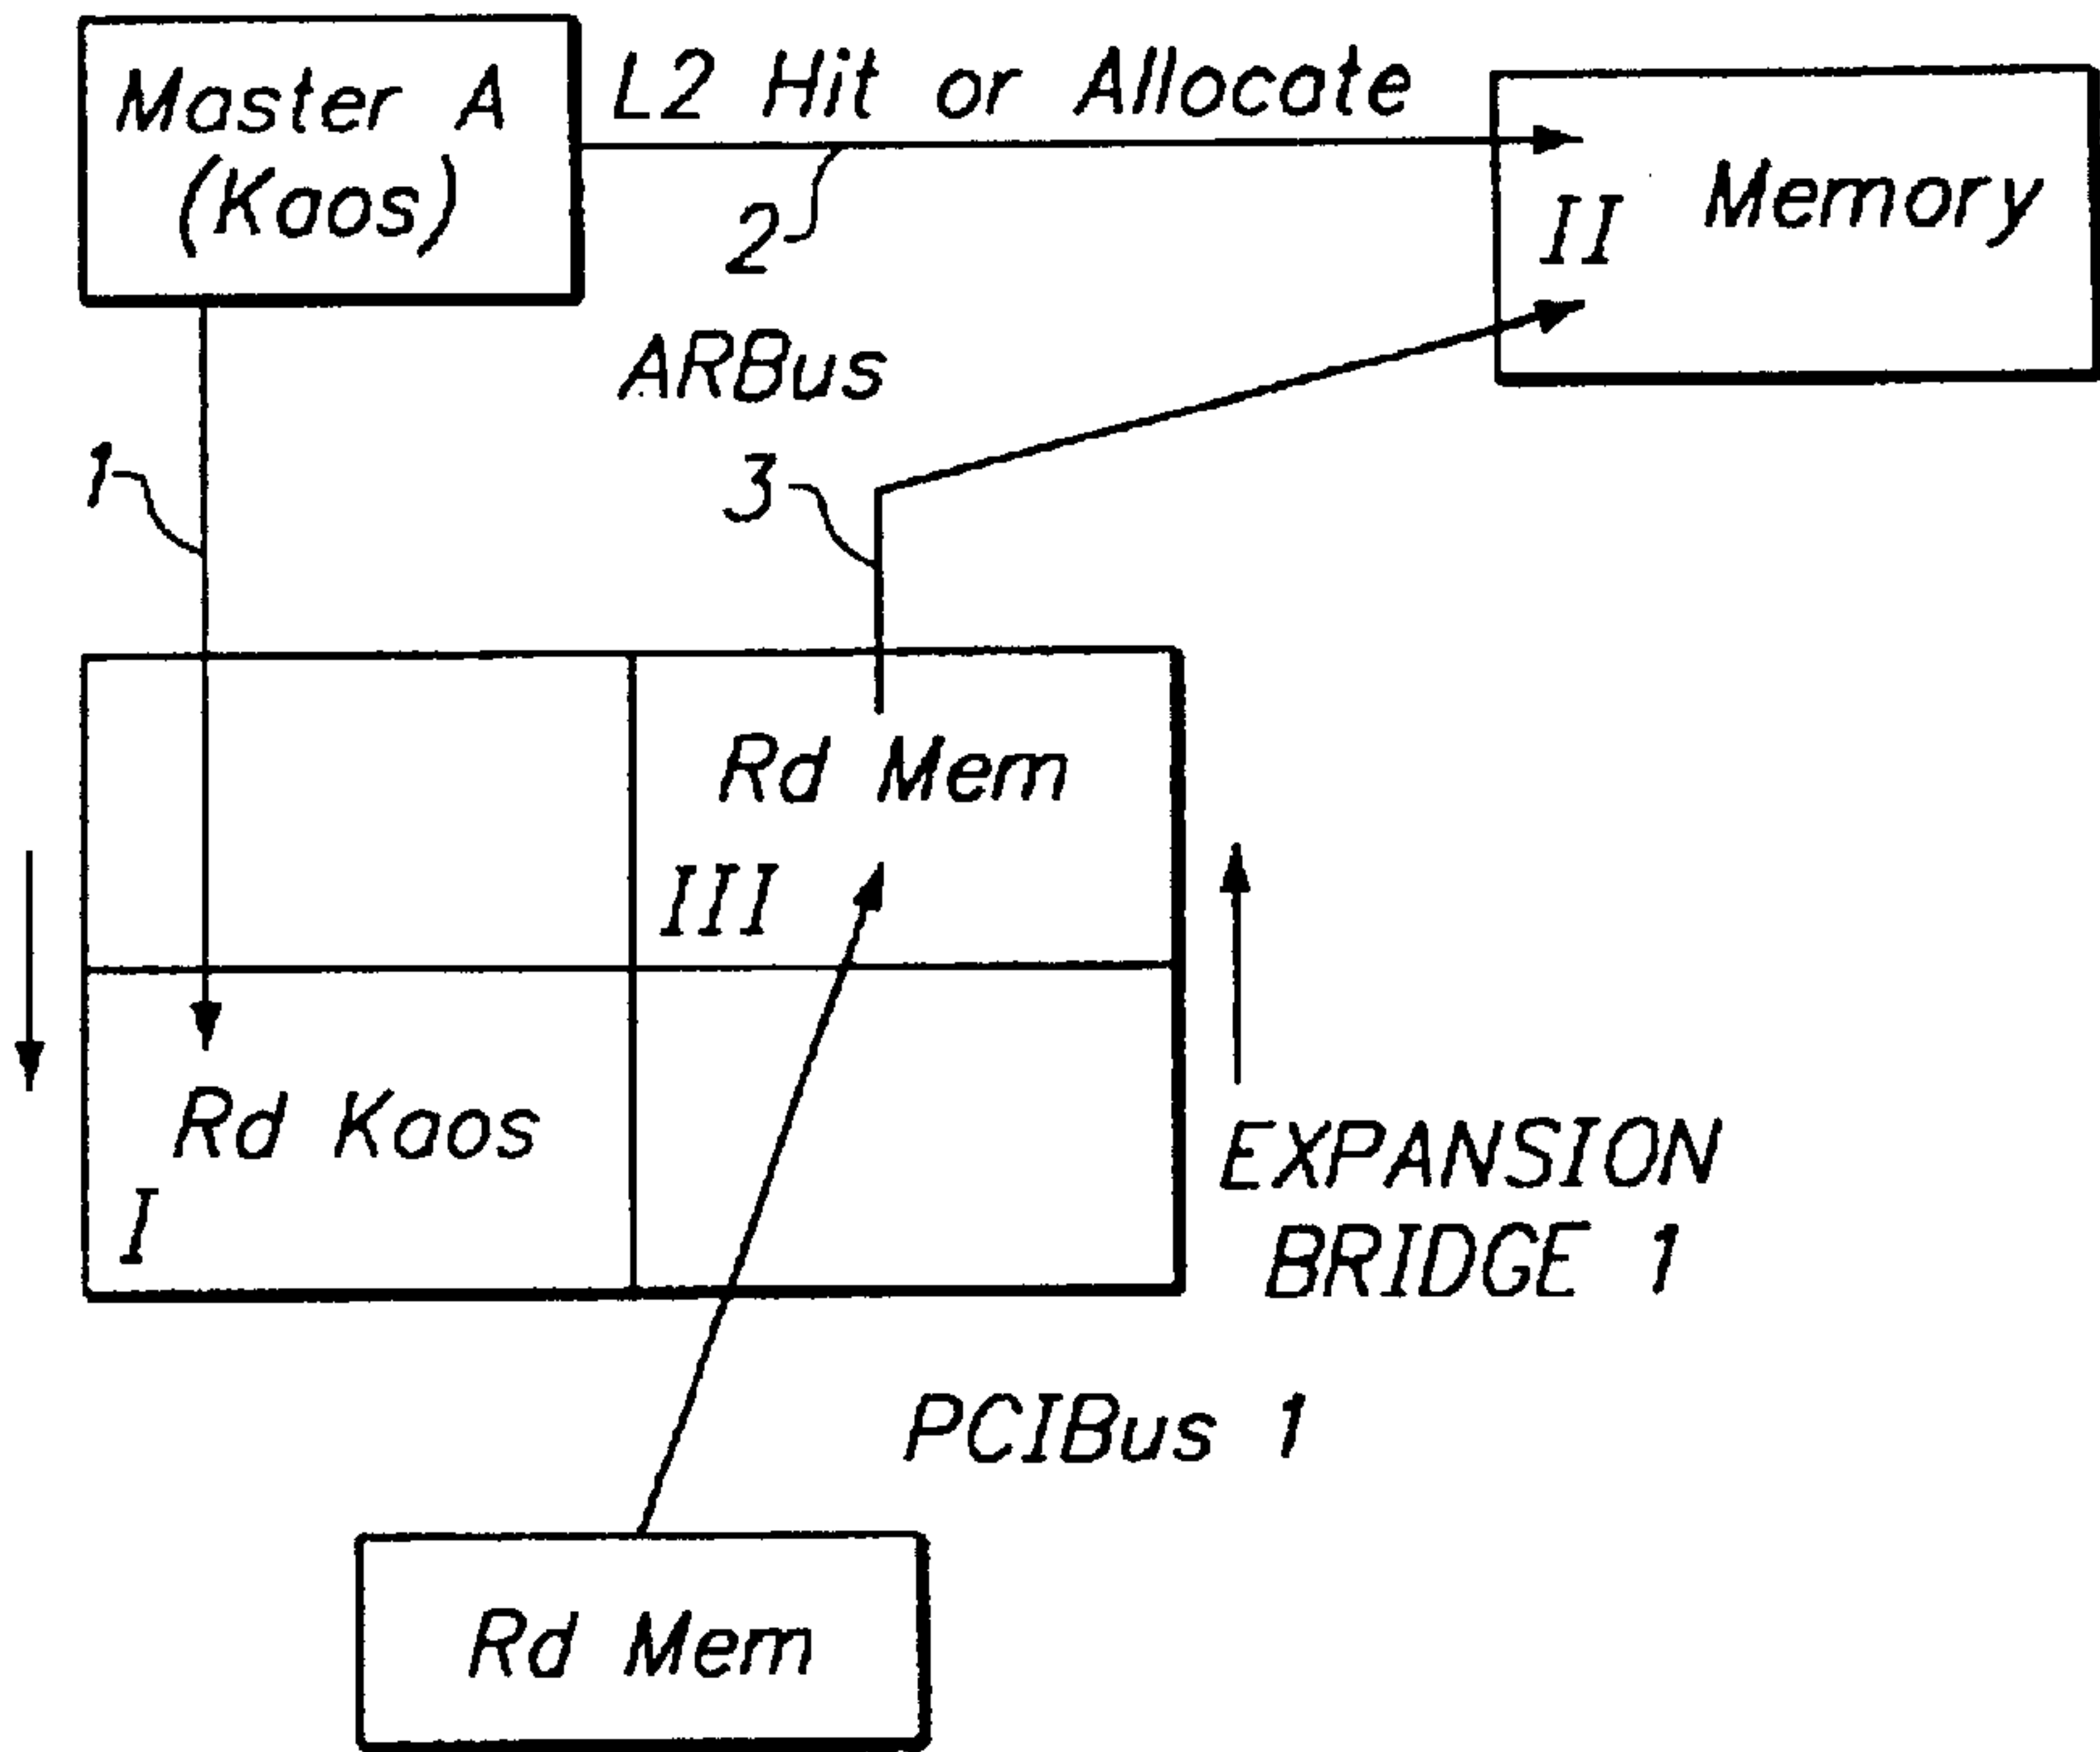 Master A
(Kaos)
L2 Hit or Allocate
2
II
Memory
ARBus
1
3
Rd Mem
III
Rd Kaos
I
EXPANSION
BRIDGE 1
PCIBus 1
Rd Mem